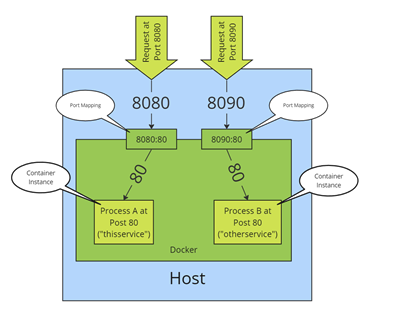 Request at
Port 8080
Request at
Port 8090
8080
8090
Port Mapping
Port Mapping
8080:80
8090:80
80
80
Container
Instance
Container
Instance
Process A at
Post 80
("thisservice")
Process B at
Post 80
("otherservice")
Docker
Host